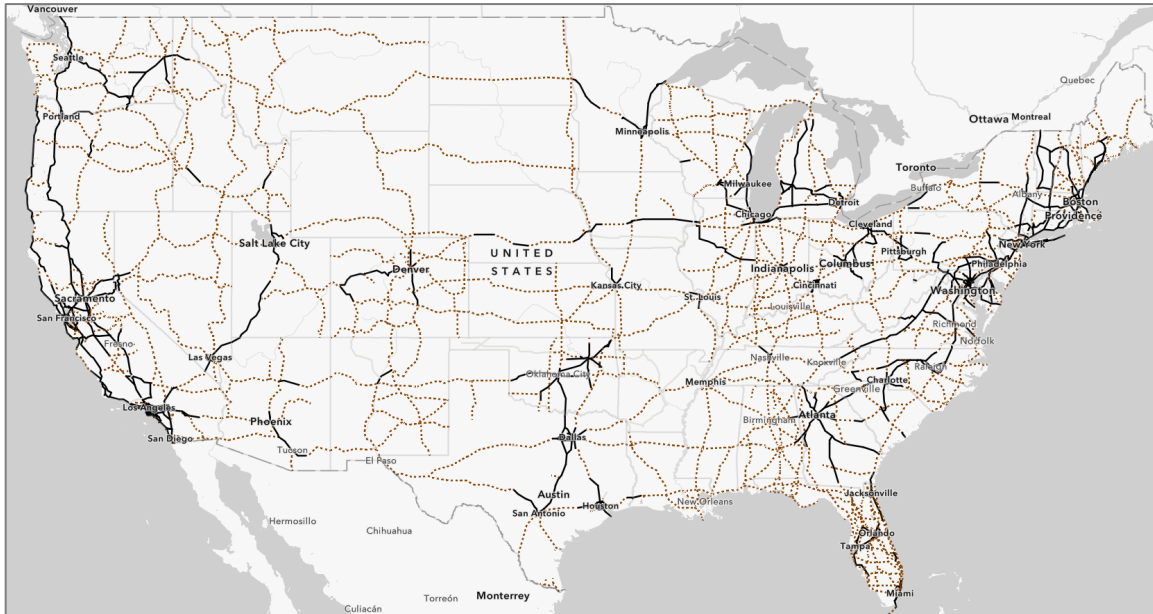 Vancouver
Seattle
Portland
Quebec
Ottawa
Montreal
Minneapolis
Toronto
Buffalo
Albany
Milwaukee
Detroit
Boston
Chicago
Cleveland
Providence
Salt Lake City
UNITED
STATES
Denver
Pittsburgh
New York
Indianapolis
Columbus
Philadelphia
Kansas City
Cincinnati
Washington
Sacramento
St. Louis
Louisville
San Francisco
Richmond
Fresno
Norfolk
Las Vegas
Nashville
Knoxville
Raleigh
Oklahoma City
Memphis
Charlotte
Greenville
Los Angeles
Phoenix
Birmingham
Atlanta
San Diego
Dallas
Tucson
El Paso
Austin
Jacksonville
New Orleans
Houston
San Antonio
Hermosillo
Chihuahua
Orlando
Tampa
Miami
Monterrey
Torreón
Culiacán